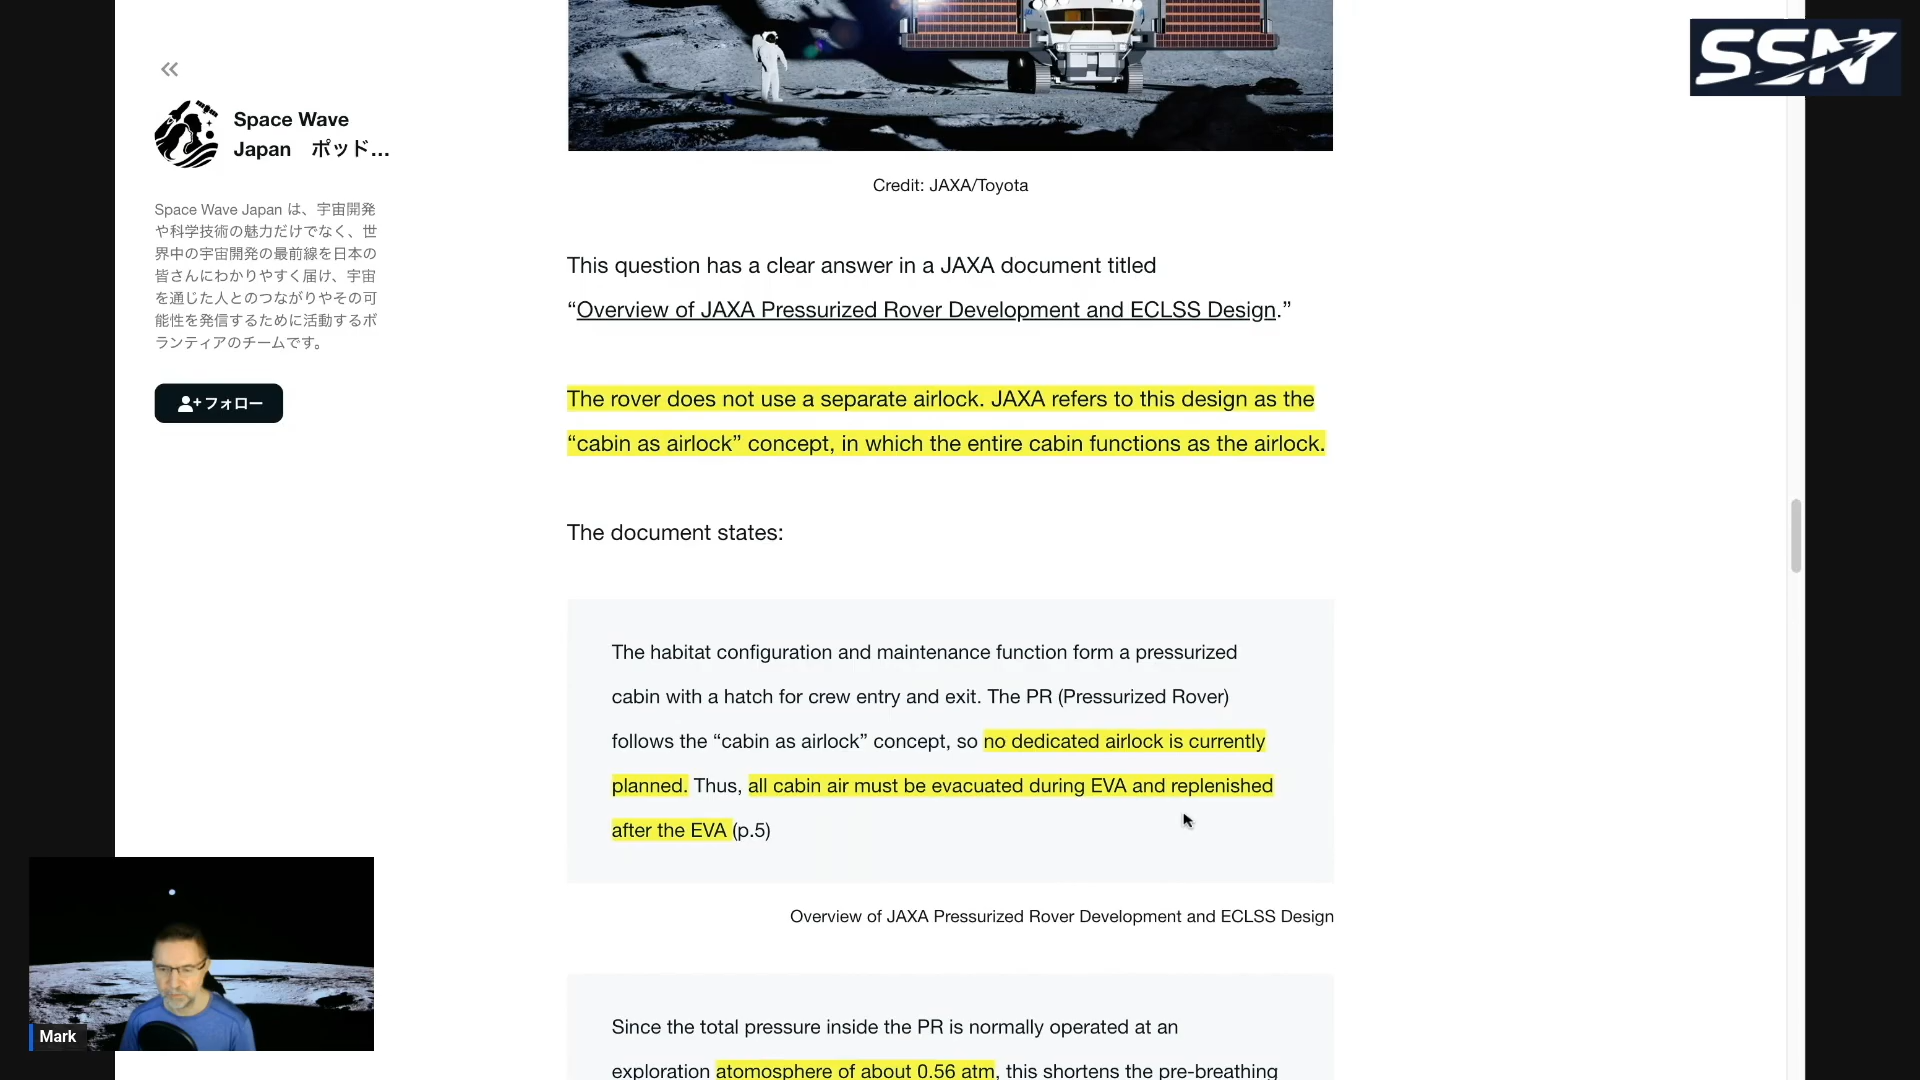 SSN
Space Wave
Japan　ポッド...
Space Wave Japan は、宇宙開発
や科学技術の魅力だけでなく、世
界中の宇宙開発の最前線を日本の
皆さんにわかりやすく届け、宇宙
を通じた人とのつながりやその可
能性を発信するために活動するボ
ランティアのチームです。
フォロー
Credit: JAXA/Toyota
This question has a clear answer in a JAXA document titled
“Overview of JAXA Pressurized Rover Development and ECLSS Design.”
The rover does not use a separate airlock. JAXA refers to this design as the
“cabin as airlock” concept, in which the entire cabin functions as the airlock.
The document states:
The habitat configuration and maintenance function form a pressurized
cabin with a hatch for crew entry and exit. The PR (Pressurized Rover)
follows the “cabin as airlock” concept, so no dedicated airlock is currently
planned. Thus, all cabin air must be evacuated during EVA and replenished
after the EVA (p.5)
Overview of JAXA Pressurized Rover Development and ECLSS Design
Since the total pressure inside the PR is normally operated at an
exploration atomosphere of about 0.56 atm, this shortens the pre-breathing
Mark